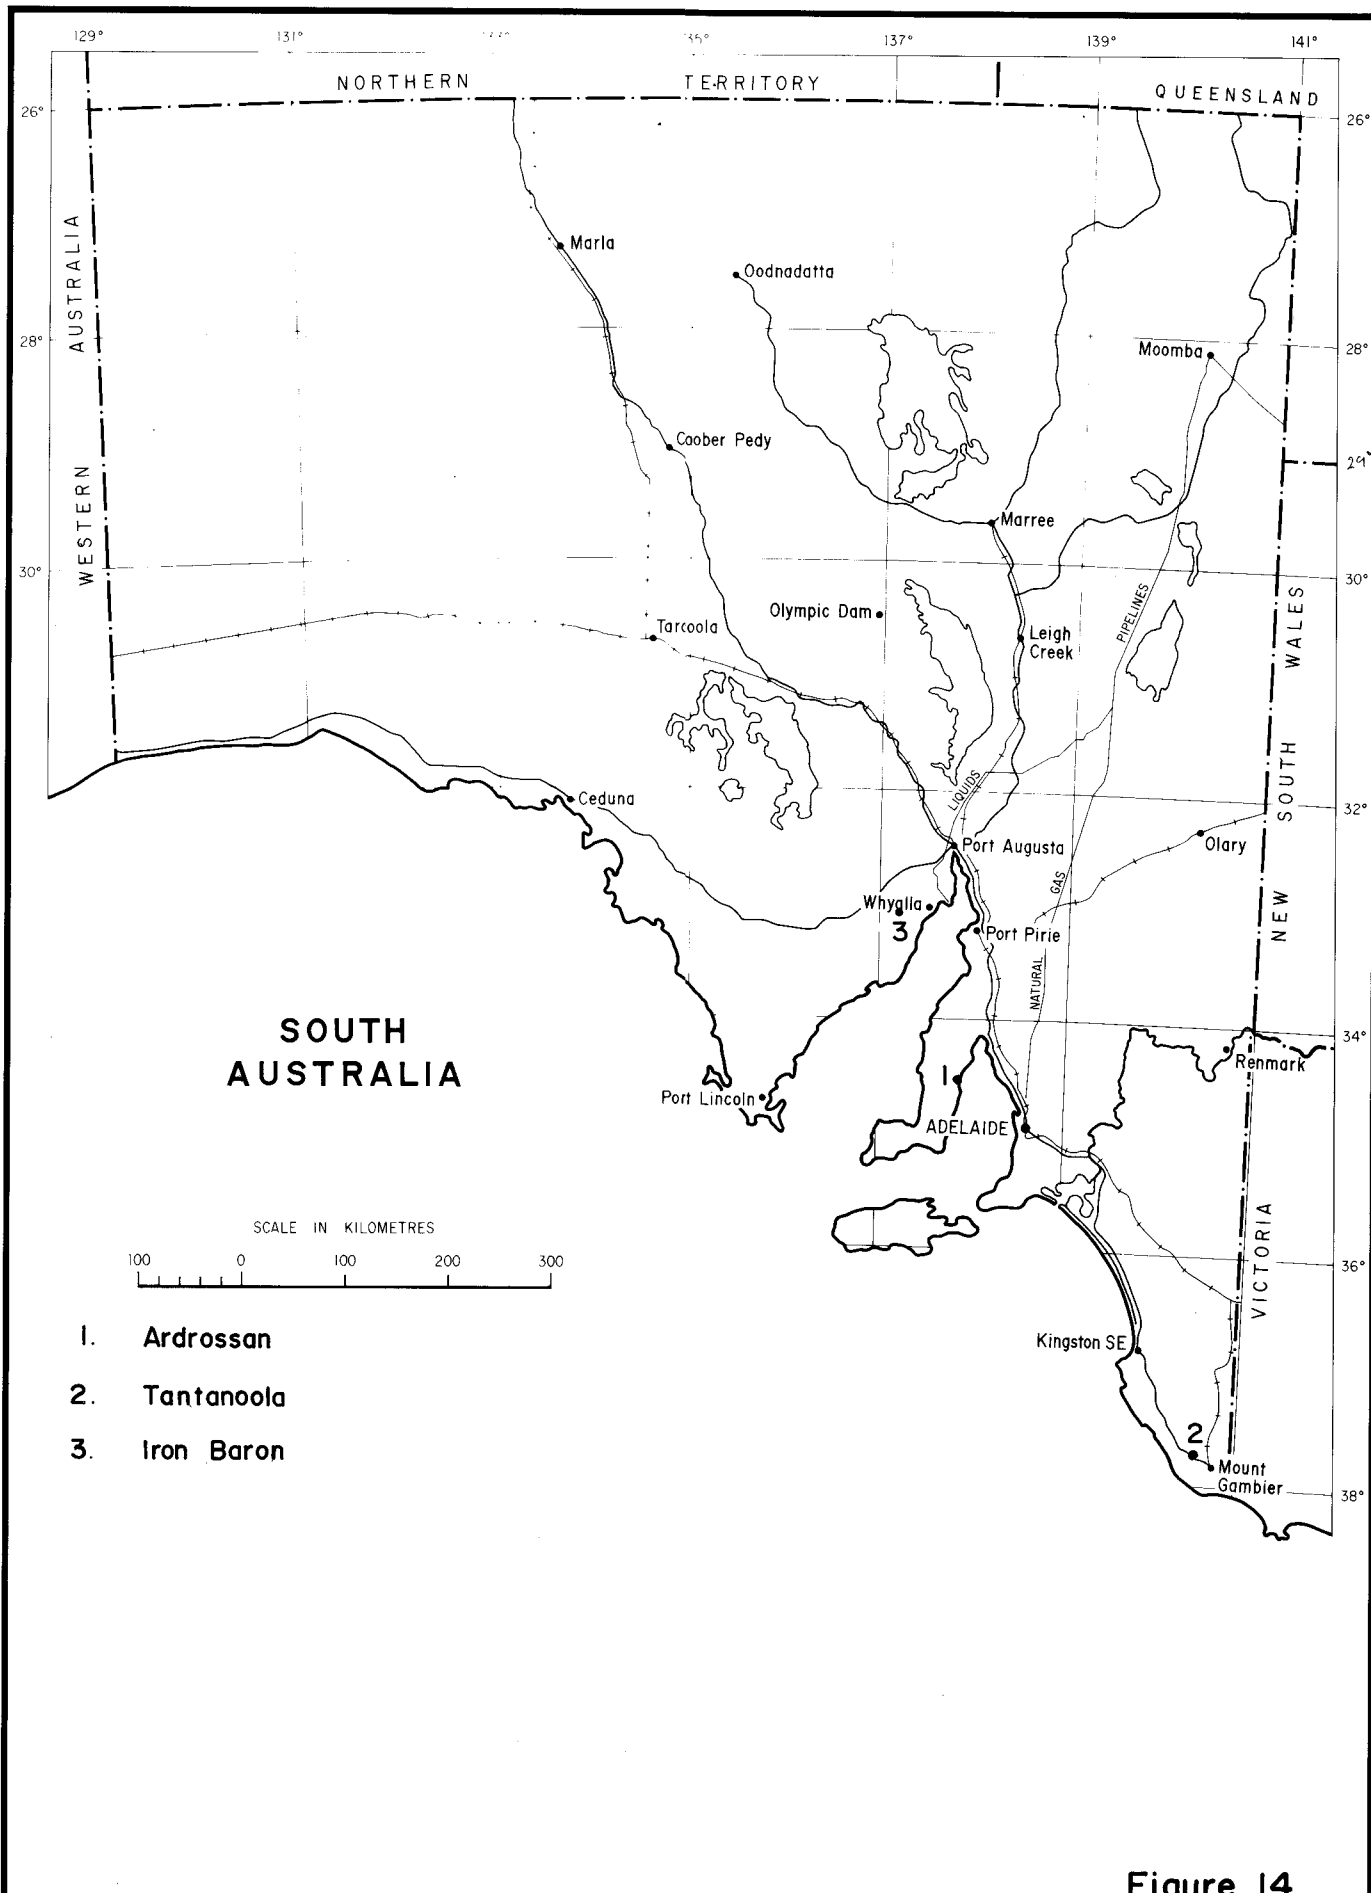 129° 131° 137° 139° 141°
NORTHERN TERRITORY
QUEENSLAND
26° 26°
WESTERN AUSTRALIA
Marla
Oodnadatta
28° 28°
Moomba
Coober Pedy
29°
Marree
30° 30°
PIPELINES
Olympic Dam
Tarcoola
Leigh
Creek
NEW SOUTH WALES
LIQUIDS
Ceduna
32°
Port Augusta
Olary
GAS
Whyalla
3
Port Pirie
NATURAL
SOUTH
AUSTRALIA
34°
Renmark
1
Port Lincoln
ADELAIDE
VICTORIA
SCALE IN KILOMETRES
100 0 100 200 300
36°
1. Ardrossan
Kingston SE
2. Tantanoola
3. Iron Baron
2
Mount
Gambier
38°
Figure 14